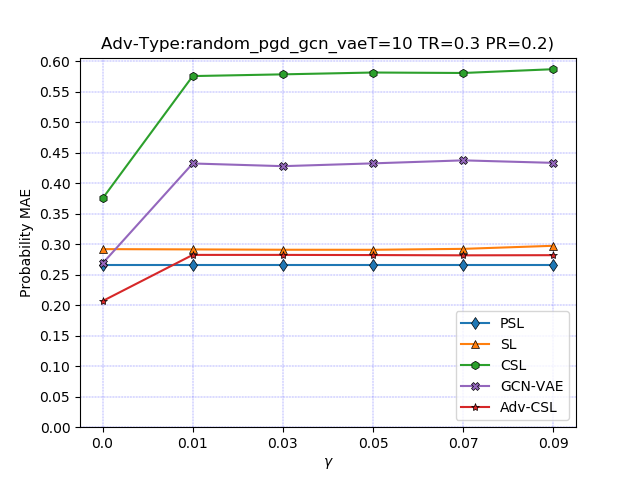 Adv-Type:random_pgd_gcn_vaeT=10 TR=0.3 PR=0.2)
0.60
0.55
0.50
0.45
0.40
0.35
0.30
0.25
0.20
0.15
0.10
0.05
0.00
Probability MAE
PSL
SL
CSL
GCN-VAE
Adv-CSL
0.0 0.01 0.03 0.05 0.07 0.09
γ